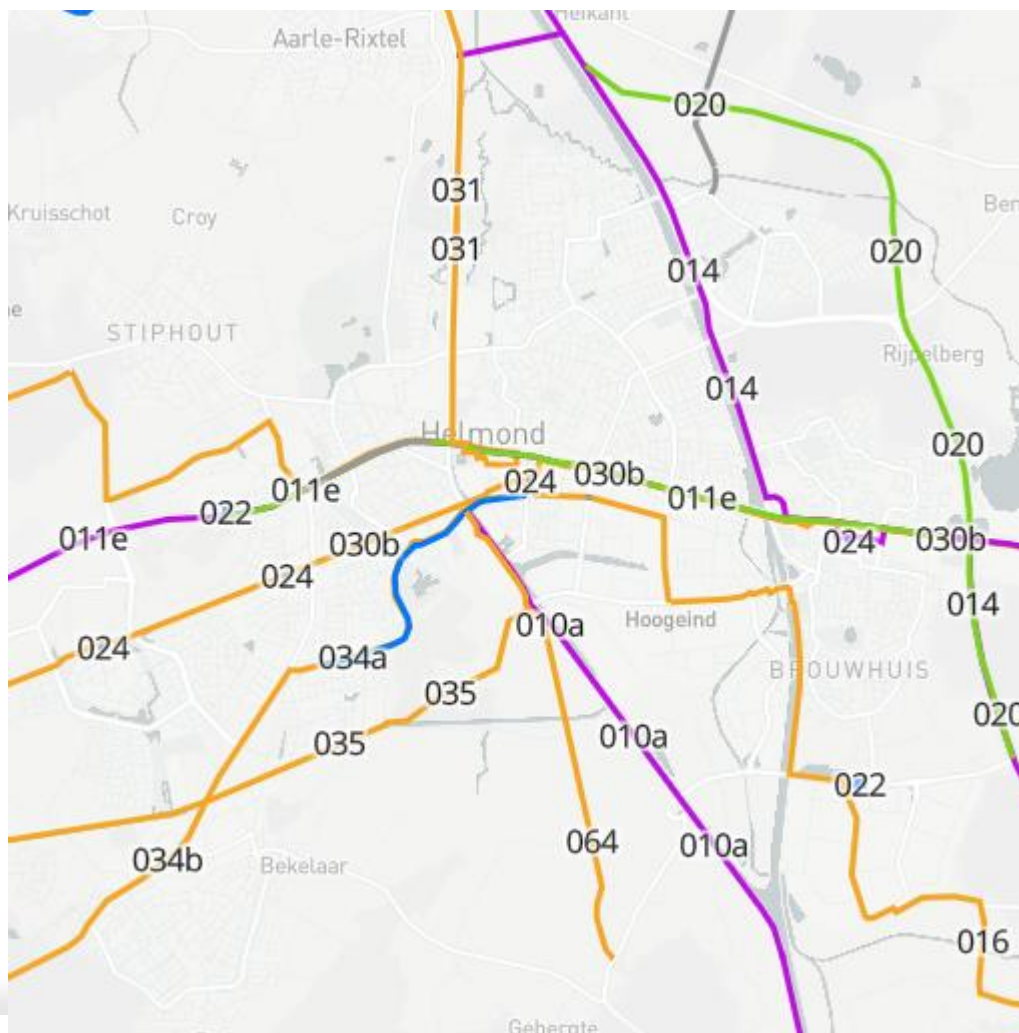 Helkant
Aarle-Rixtel
020
031
Kruisschot
Croy
Ben
031
020
014
STIPHOUT
Rijpelberg
014
Helmond
020
030b
024
011e
011e
022
011e
030b
024
030b
024
014
Hoogeind
010a
024
034a
BROUWHUIS
035
020
035
010a
022
064
010a
034b
Bekelaar
016
Gebergte